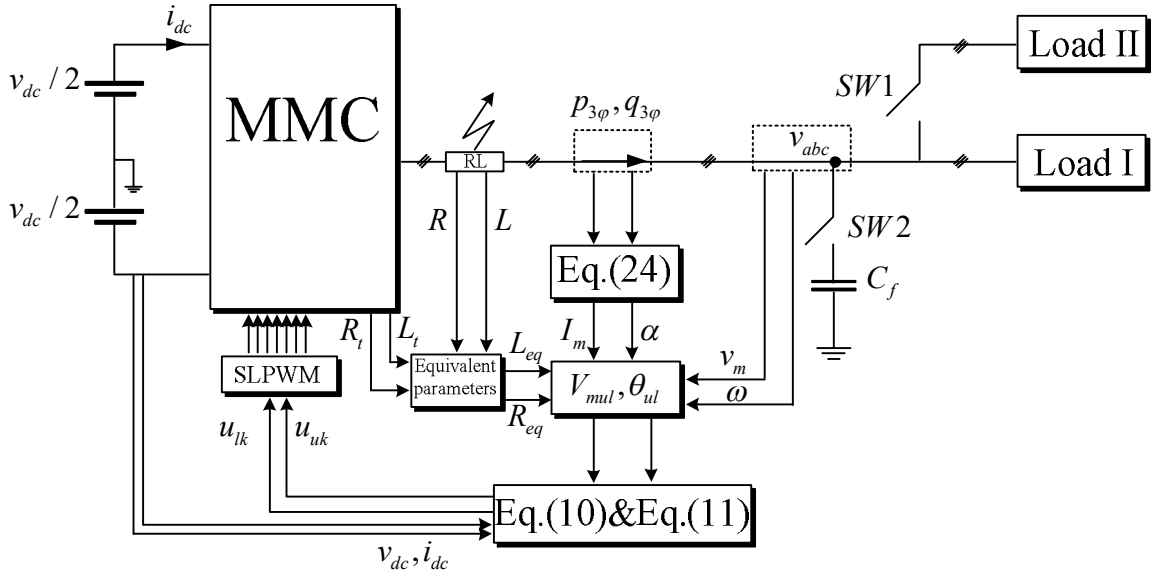 i_dc
v_dc / 2
v_dc / 2
MMC
RL
p_3φ, q_3φ
v_abc
SW1
Load II
Load I
SW2
C_f
R
L
Eq.(24)
I_m
α
R_t
L_t
Equivalent
parameters
L_eq
R_eq
V_mul, θ_ul
v_m
ω
SLPWM
u_lk
u_uk
Eq.(10)&Eq.(11)
v_dc, i_dc